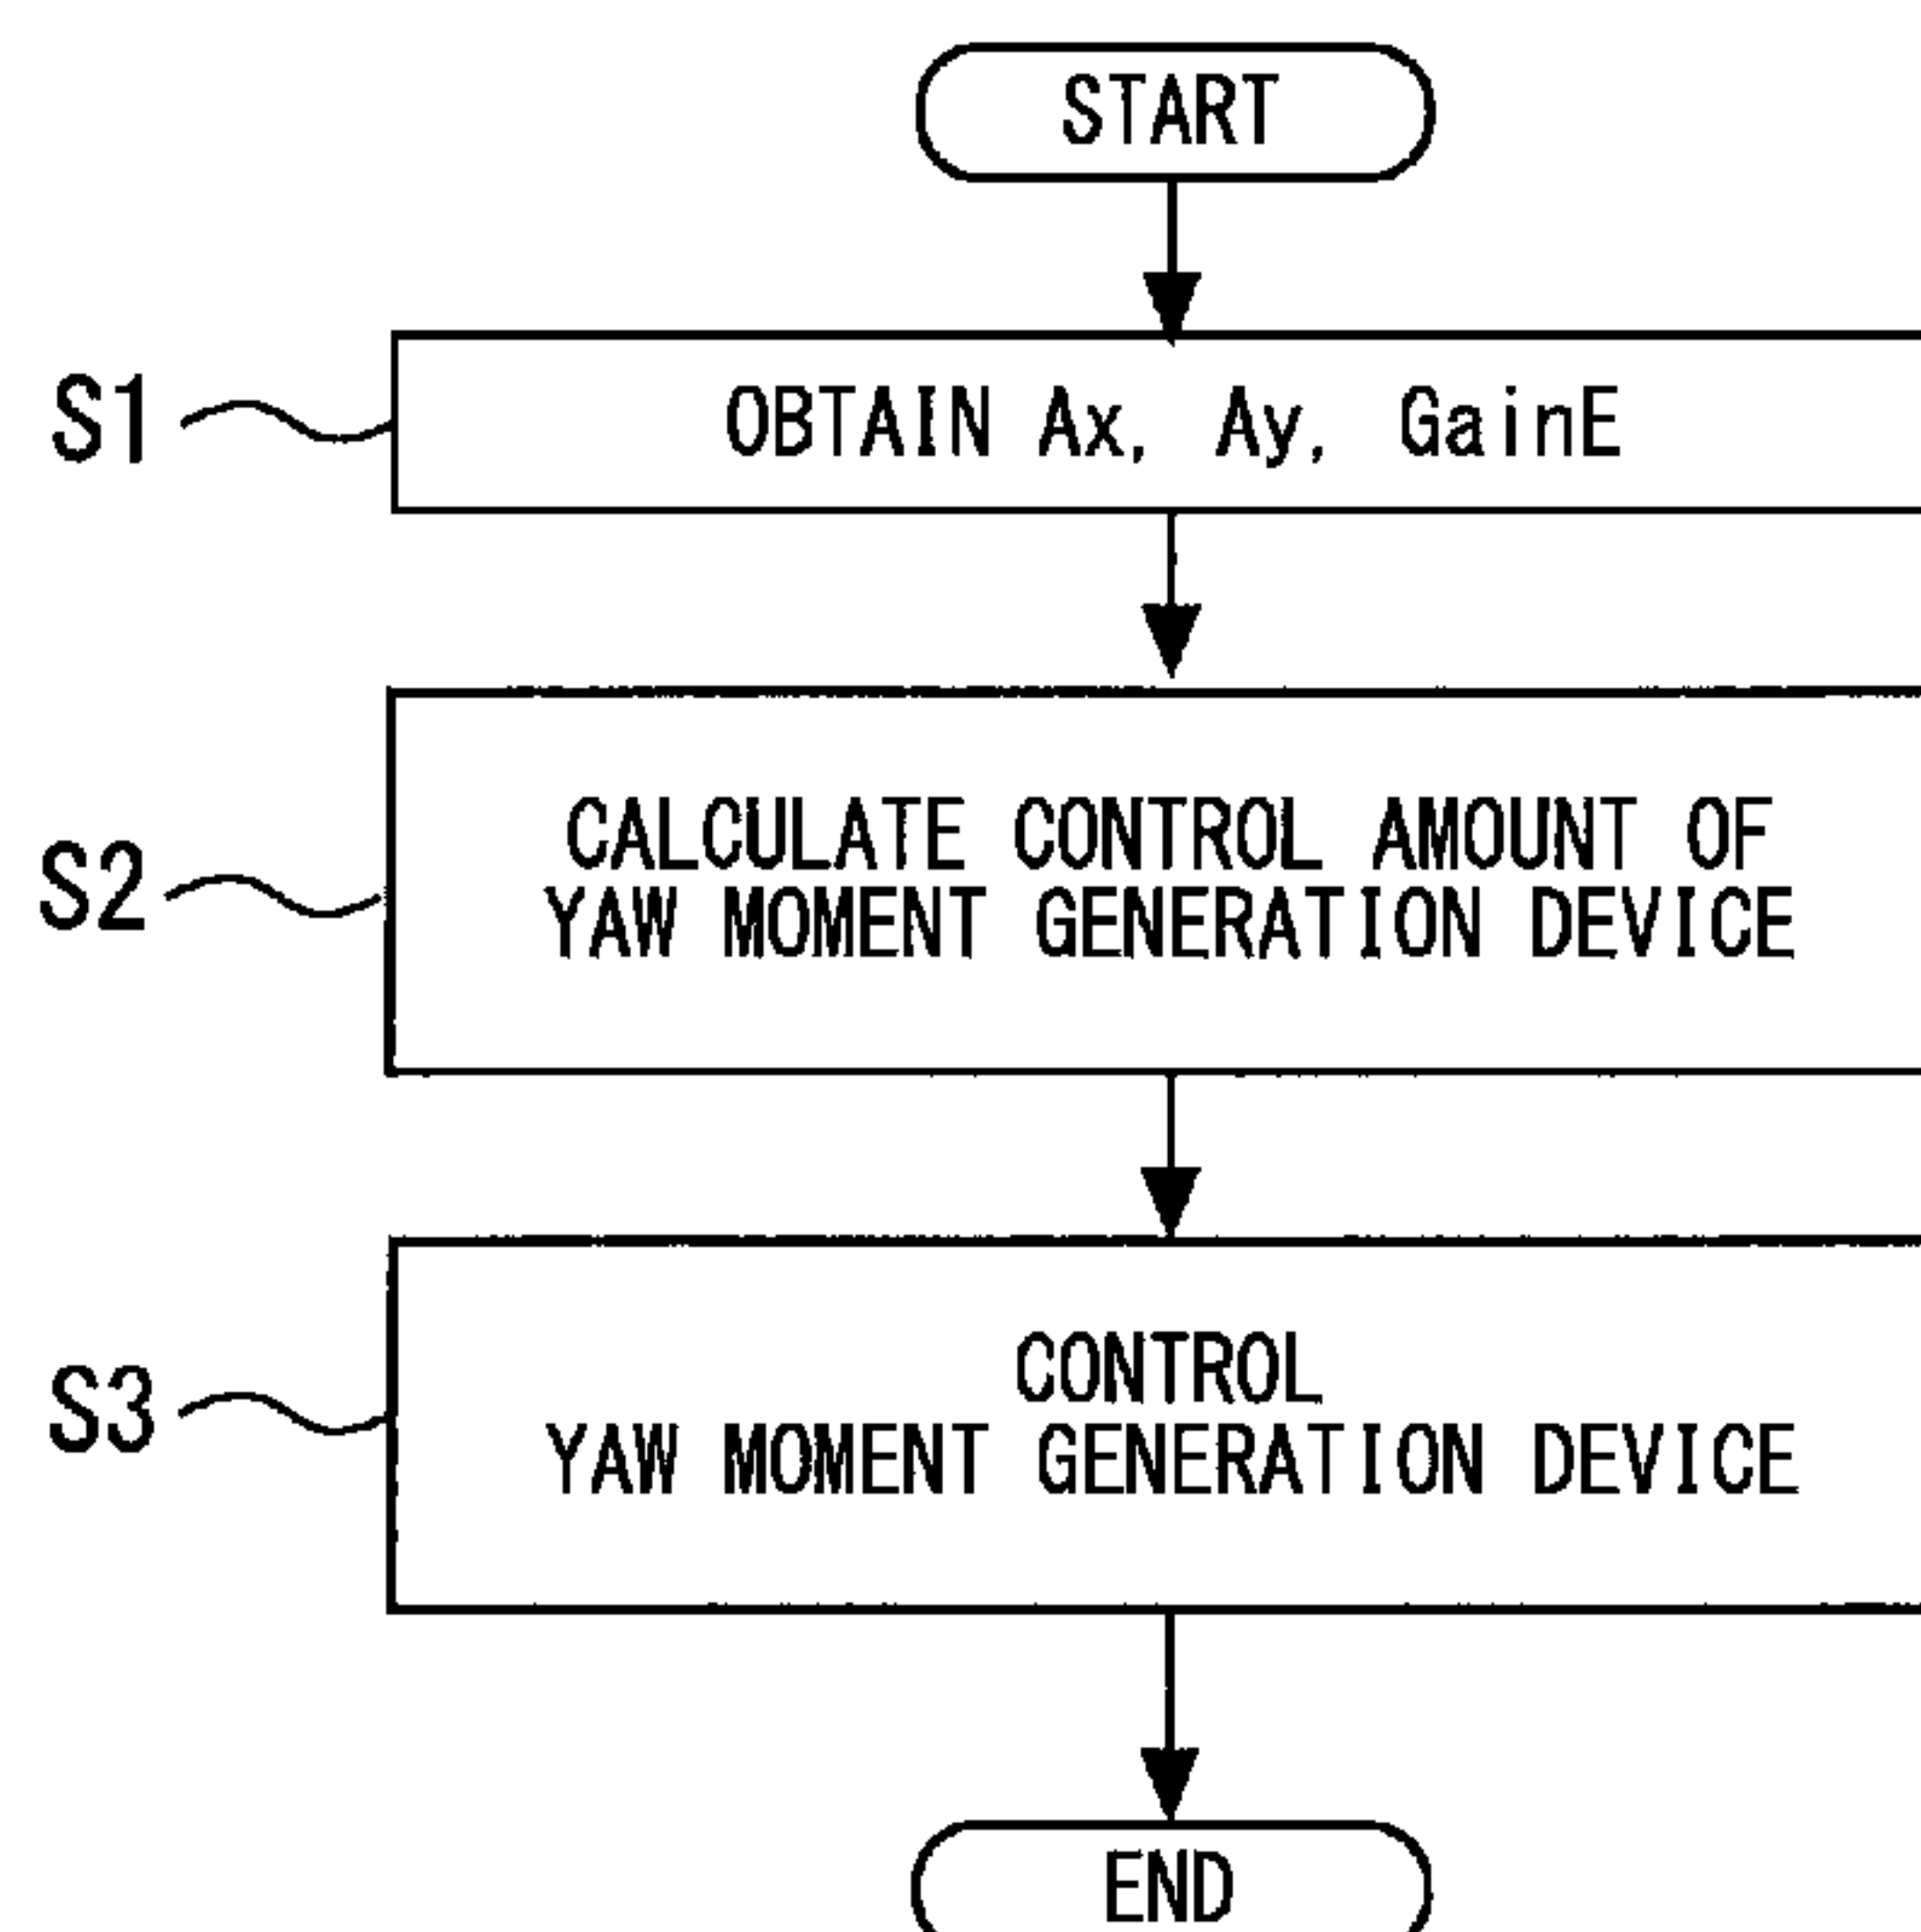 START
S1
OBTAIN Ax, Ay, GainE
S2
CALCULATE CONTROL AMOUNT OF
YAW MOMENT GENERATION DEVICE
S3
CONTROL
YAW MOMENT GENERATION DEVICE
END